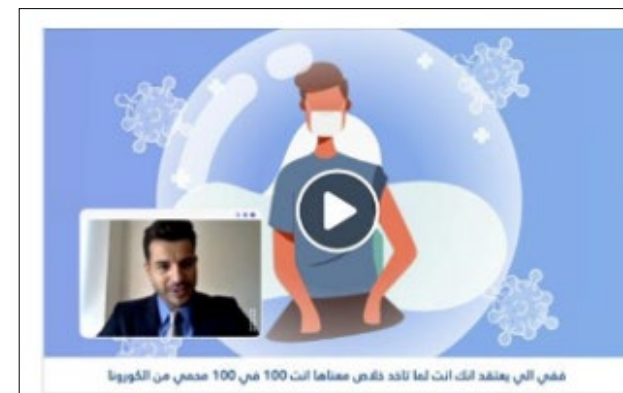 ففي الي يعتقد انك انت لما تاخد خلاص معناها انت 100 في 100 محمي من الكورونا